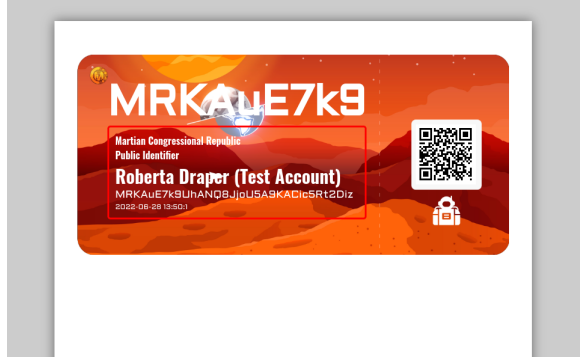 MRKAuE7k9
Martian Congressional Republic
Public Identifier
Roberta Draper (Test Account)
MRKAuE7k9UhANQ8JjoU5A9KACic5Rt2Diz
2022-06-28 13:50:1